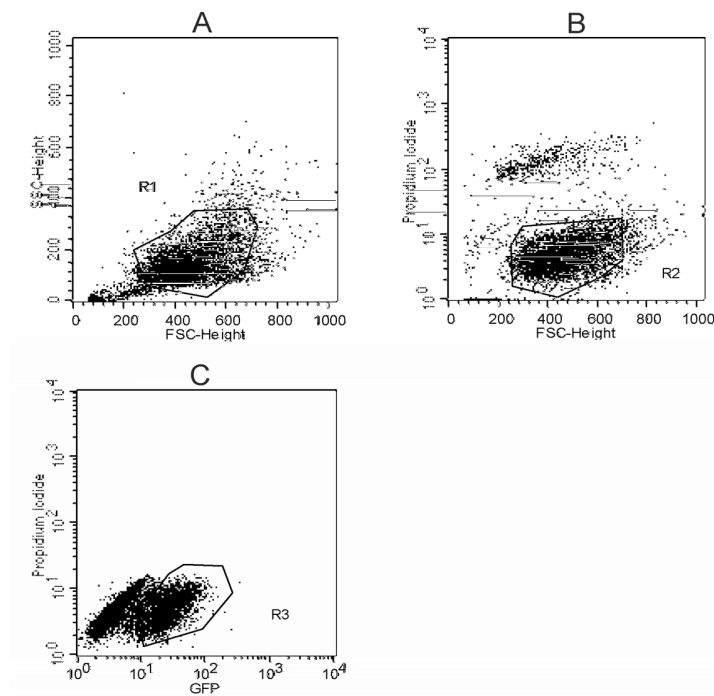 A
1000
800
600
400
200
0
SSC-Height
R1
0 200 400 600 800 1000
FSC-Height
B
10^4
10^3
10^2
10^1
10^0
Propidium Iodide
R2
0 200 400 600 800 1000
FSC-Height
C
10^4
10^3
10^2
10^1
10^0
Propidium Iodide
R3
10^0 10^1 10^2 10^3 10^4
GFP